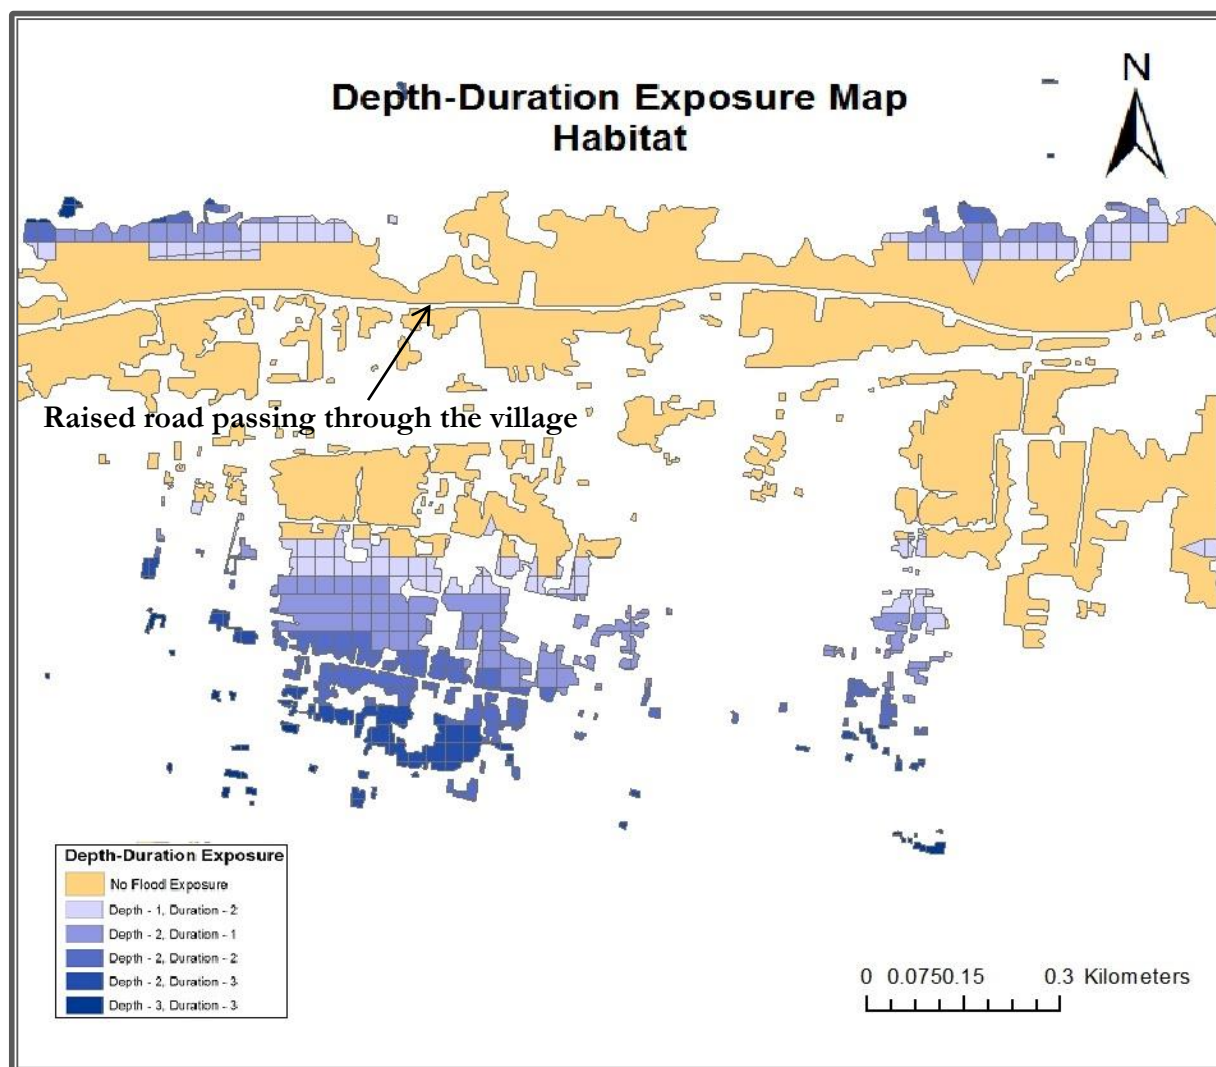 Depth-Duration Exposure Map
Habitat
N
Raised road passing through the village
Depth-Duration Exposure
No Flood Exposure
Depth - 1, Duration - 2
Depth - 2, Duration - 1
Depth - 2, Duration - 2
Depth - 2, Duration - 3
Depth - 3, Duration - 3
0 0.0750.15 0.3 Kilometers